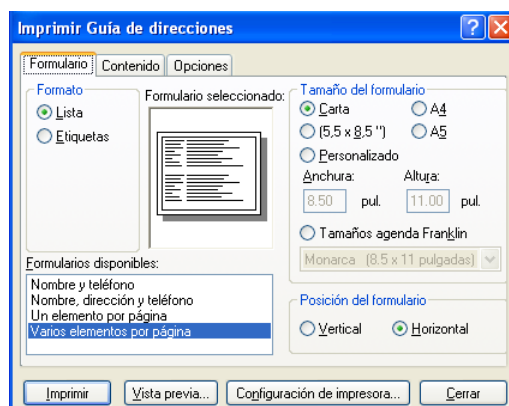 Imprimir Guía de direcciones
Formulario Contenido Opciones
Formato
Lista
Etiquetas
Formulario seleccionado:
Tamaño del formulario
Carta A4
(5,5 x 8,5 ") A5
Personalizado
Anchura: Altura:
8.50 pul. 11.00 pul.
Tamaños agenda Franklin
Monarca (8.5 x 11 pulgadas)
Formularios disponibles:
Nombre y teléfono
Nombre, dirección y teléfono
Un elemento por página
Varios elementos por página
Posición del formulario
Vertical Horizontal
Imprimir Vista previa... Configuración de impresora... Cerrar